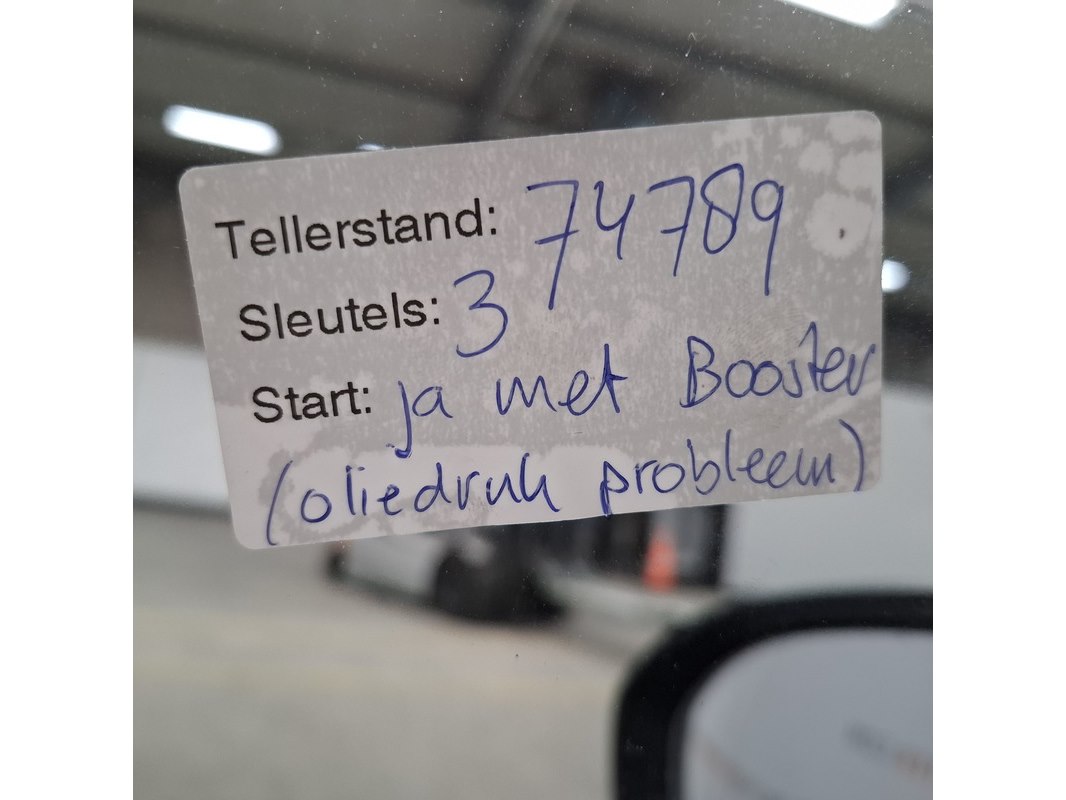 Tellerstand: 74789
Sleutels: 3
Start: ja met Booster
(oliedruk probleem)